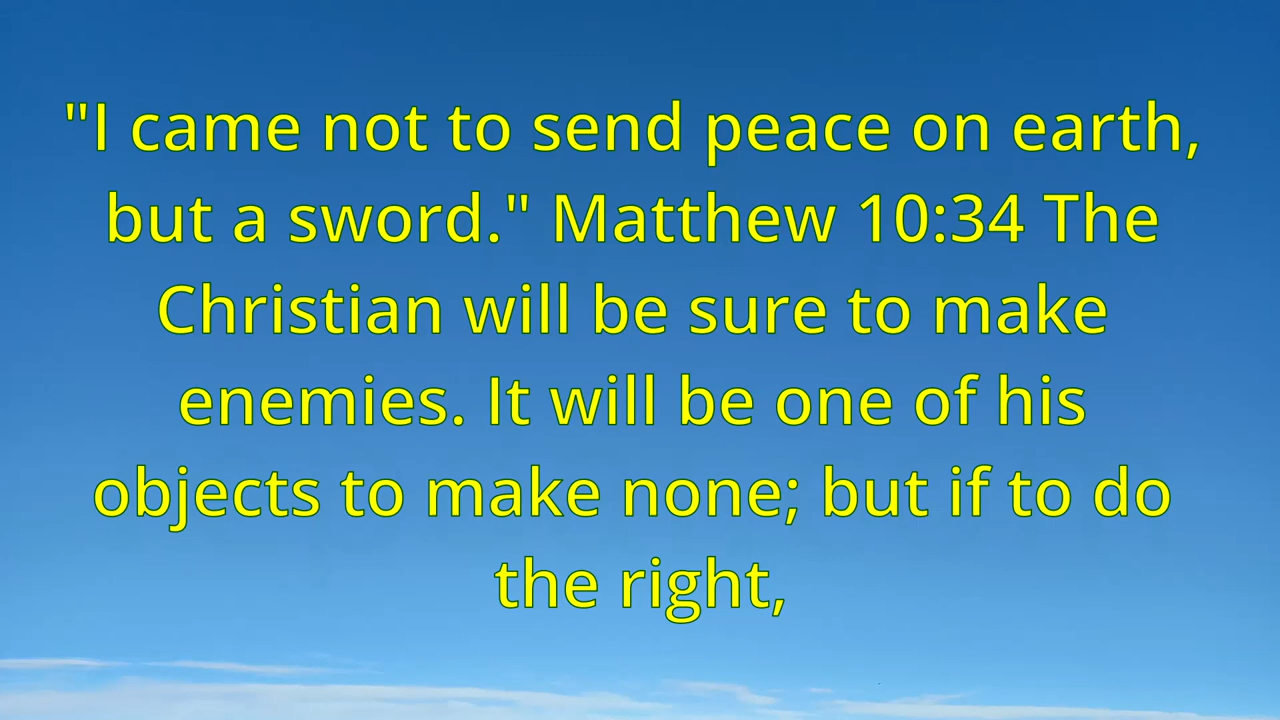 "I came not to send peace on earth,
but a sword." Matthew 10:34 The
Christian will be sure to make
enemies. It will be one of his
objects to make none; but if to do
the right,